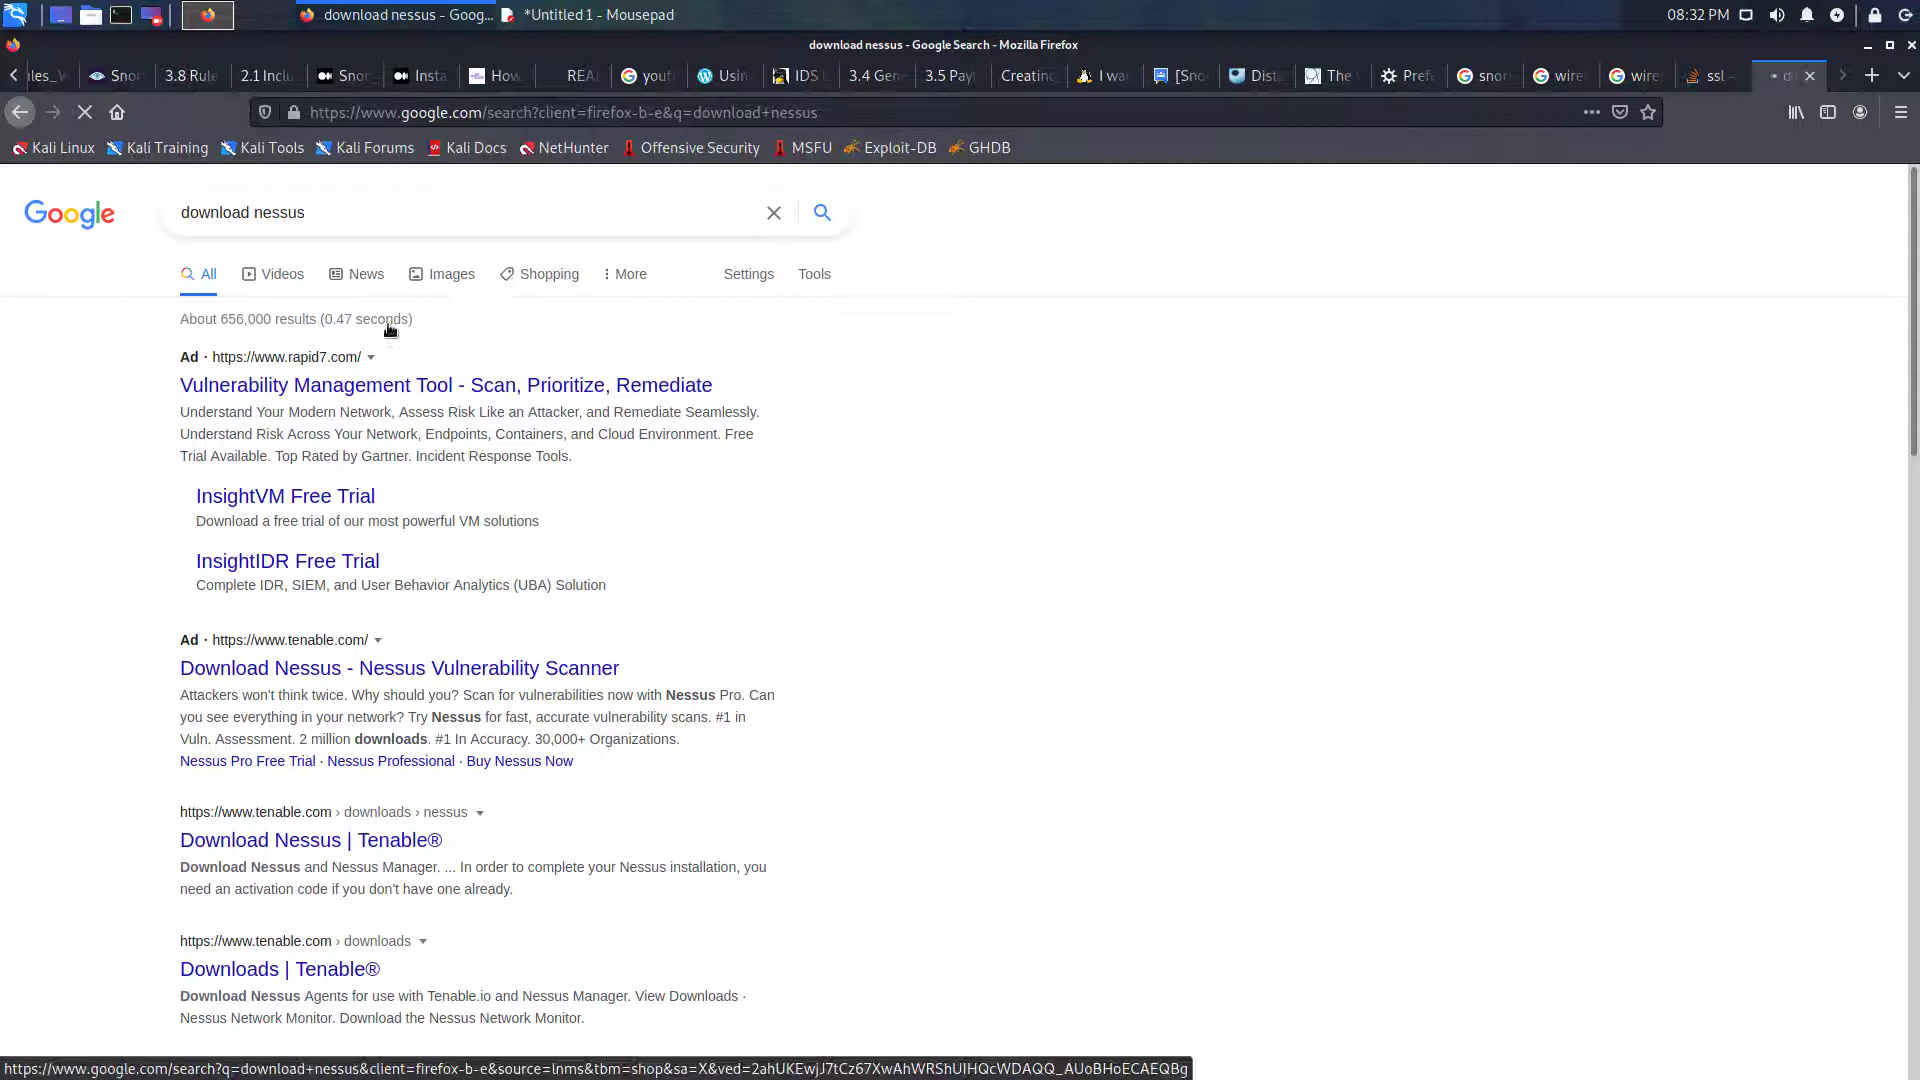 download nessus - Goog...
*Untitled 1 - Mousepad
08:32 PM
download nessus - Google Search - Mozilla Firefox
Snor
3.8 Rule
2.1 Inclu
Snor
Insta
How
REA
yout
Usin
IDS
3.4 Gen
3.5 Payl
Creating
I wa
[Sno
Dist
The
Pref
snor
wire
wire
ssl -
https://www.google.com/search?client=firefox-b-e&q=download+nessus
Kali Linux
Kali Training
Kali Tools
Kali Forums
Kali Docs
NetHunter
Offensive Security
MSFU
Exploit-DB
GHDB
Google
download nessus
All
Videos
News
Images
Shopping
More
Settings
Tools
About 656,000 results (0.47 seconds)
Ad · https://www.rapid7.com/
Vulnerability Management Tool - Scan, Prioritize, Remediate
Understand Your Modern Network, Assess Risk Like an Attacker, and Remediate Seamlessly.
Understand Risk Across Your Network, Endpoints, Containers, and Cloud Environment. Free
Trial Available. Top Rated by Gartner. Incident Response Tools.
InsightVM Free Trial
Download a free trial of our most powerful VM solutions
InsightIDR Free Trial
Complete IDR, SIEM, and User Behavior Analytics (UBA) Solution
Ad · https://www.tenable.com/
Download Nessus - Nessus Vulnerability Scanner
Attackers won't think twice. Why should you? Scan for vulnerabilities now with Nessus Pro. Can
you see everything in your network? Try Nessus for fast, accurate vulnerability scans. #1 in
Vuln. Assessment. 2 million downloads. #1 In Accuracy. 30,000+ Organizations.
Nessus Pro Free Trial · Nessus Professional · Buy Nessus Now
https://www.tenable.com › downloads › nessus
Download Nessus | Tenable®
Download Nessus and Nessus Manager. ... In order to complete your Nessus installation, you
need an activation code if you don't have one already.
https://www.tenable.com › downloads
Downloads | Tenable®
Download Nessus Agents for use with Tenable.io and Nessus Manager. View Downloads ·
Nessus Network Monitor. Download the Nessus Network Monitor.
https://www.google.com/search?q=download+nessus&client=firefox-b-e&source=lnms&tbm=shop&sa=X&ved=2ahUKEwjJ7tCz67XwAhWRShUIHQcWDAQQ_AUoBHoECAEQBg